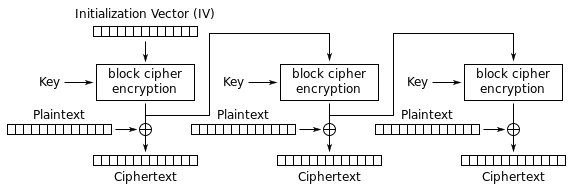 Initialization Vector (IV)
Key
block cipher
encryption
Plaintext
Ciphertext
Key
block cipher
encryption
Plaintext
Ciphertext
Key
block cipher
encryption
Plaintext
Ciphertext